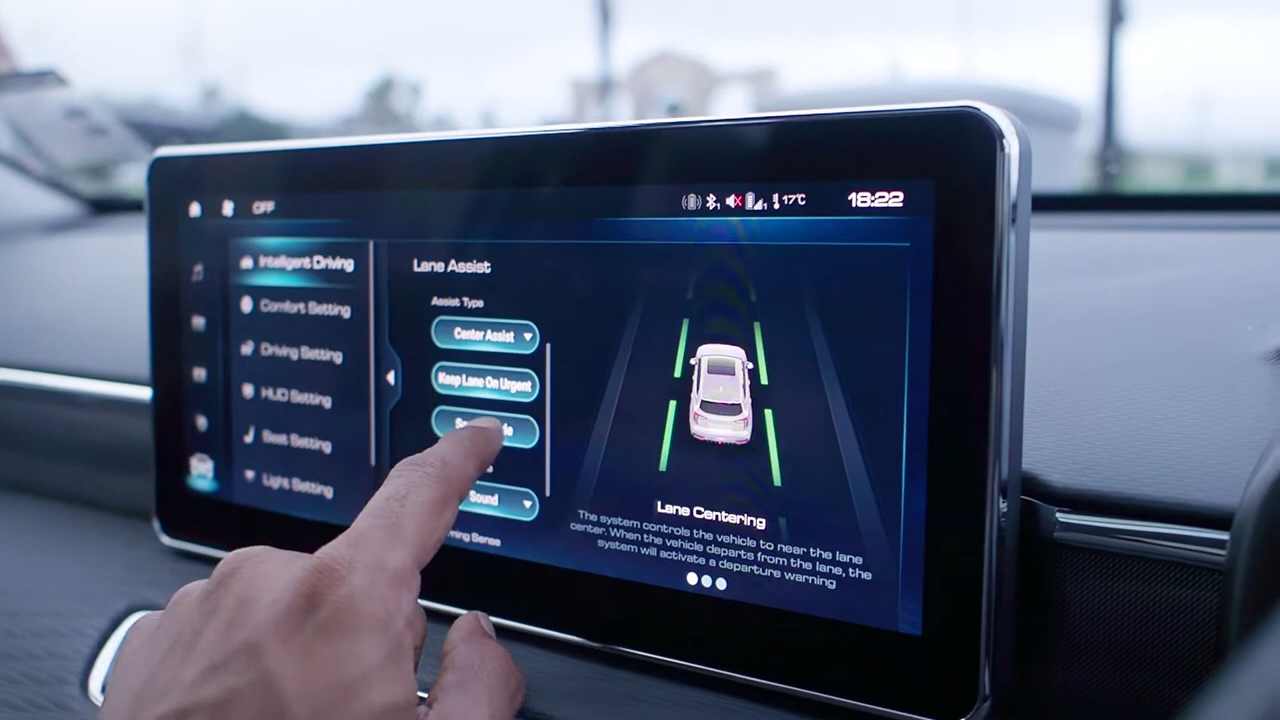 OFF
17°C
18:22
Intelligent Driving
Comfort Setting
Driving Setting
HUD Setting
Seat Setting
Light Setting
Lane Assist
Assist Type
Center Assist
Keep Lane On Urgent
Sound
Sense
Lane Centering
The system controls the vehicle to near the lane
center. When the vehicle departs from the lane, the
system will activate a departure warning